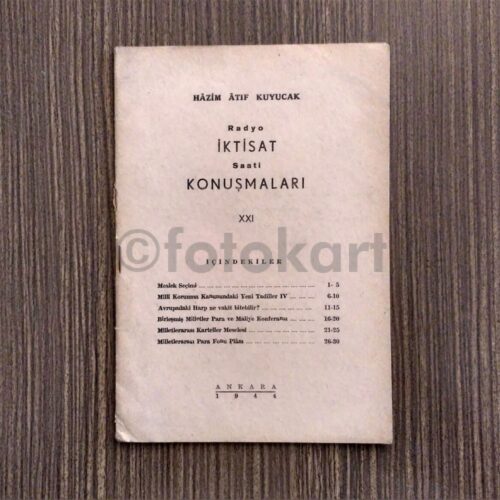 HÂZİM ÂTIF KUYUCAK
Radyo
İKTİSAT
Saati
KONUŞMALARI
XXI
©fotokart
İÇİNDEKİLER
Meslek Seçimi ........ 1- 5
Millî Korunma Kanunundaki Yeni Tadiller IV ........ 6-10
Avrupadaki Harp ne vakit bitebilir? ........ 11-15
Birleşmiş Milletler Para ve Mâliye Konferansı ........ 16-20
Milletlerarası Karteller Meselesi ........ 21-25
Milletlerarası Para Fonu Plânı ........ 26-30
ANKARA
1944